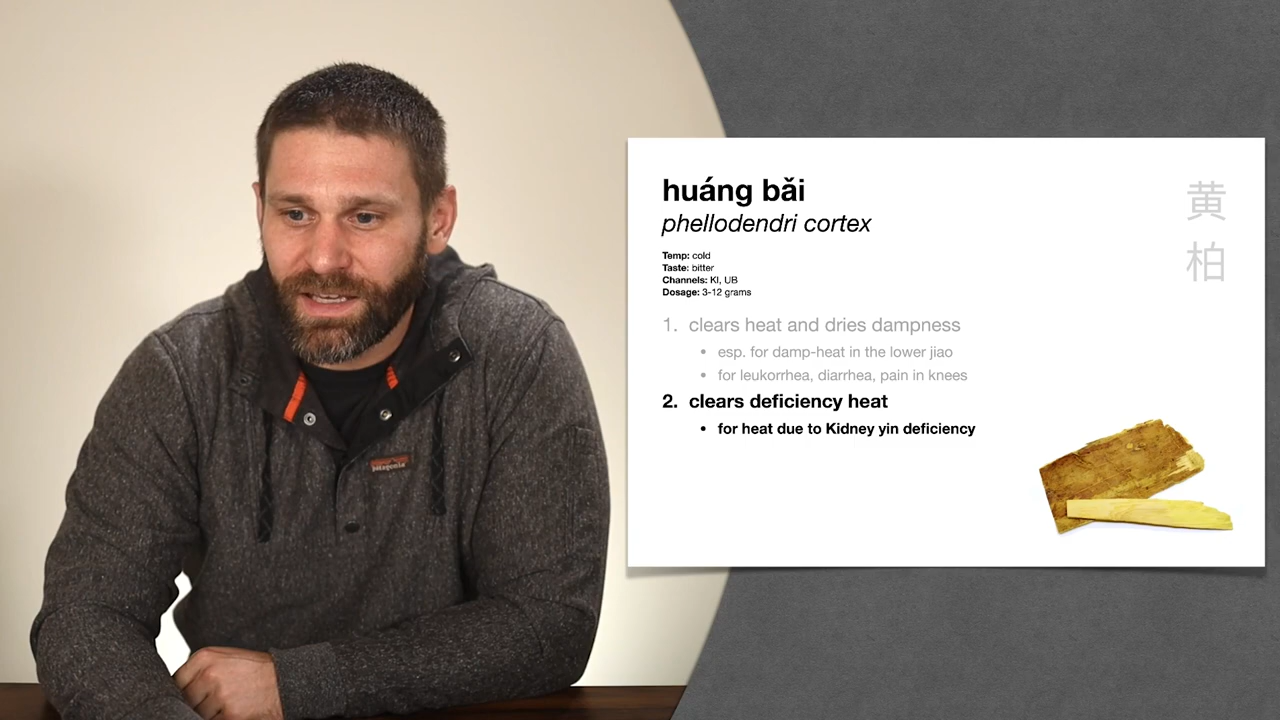 huáng bǎi
phellodendri cortex
黄
柏
Temp: cold
Taste: bitter
Channels: KI, UB
Dosage: 3-12 grams
1. clears heat and dries dampness
• esp. for damp-heat in the lower jiao
• for leukorrhea, diarrhea, pain in knees
2. clears deficiency heat
• for heat due to Kidney yin deficiency
patagonia